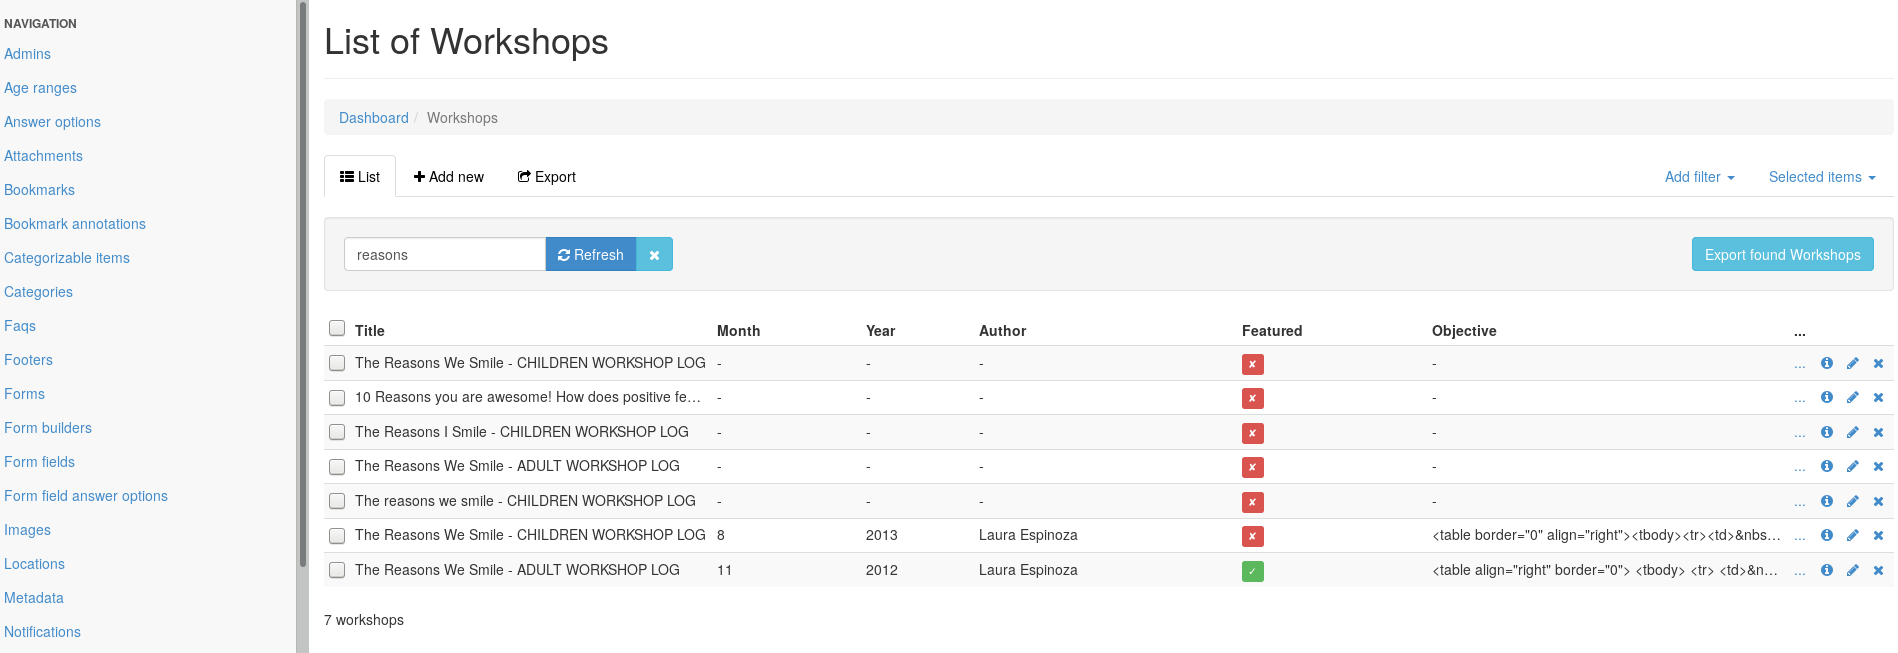 NAVIGATION
Admins
Age ranges
Answer options
Attachments
Bookmarks
Bookmark annotations
Categorizable items
Categories
Faqs
Footers
Forms
Form builders
Form fields
Form field answer options
Images
Locations
Metadata
Notifications
List of Workshops
Dashboard / Workshops
List Add new Export Add filter Selected items
reasons Refresh Export found Workshops
Title Month Year Author Featured Objective ...
The Reasons We Smile - CHILDREN WORKSHOP LOG - - - - ...
10 Reasons you are awesome! How does positive fe... - - - - ...
The Reasons I Smile - CHILDREN WORKSHOP LOG - - - - ...
The Reasons We Smile - ADULT WORKSHOP LOG - - - - ...
The reasons we smile - CHILDREN WORKSHOP LOG - - - - ...
The Reasons We Smile - CHILDREN WORKSHOP LOG 8 2013 Laura Espinoza <table border="0" align="right"><tbody><tr><td>&nbs... ...
The Reasons We Smile - ADULT WORKSHOP LOG 11 2012 Laura Espinoza <table align="right" border="0"> <tbody> <tr> <td>&n... ...
7 workshops